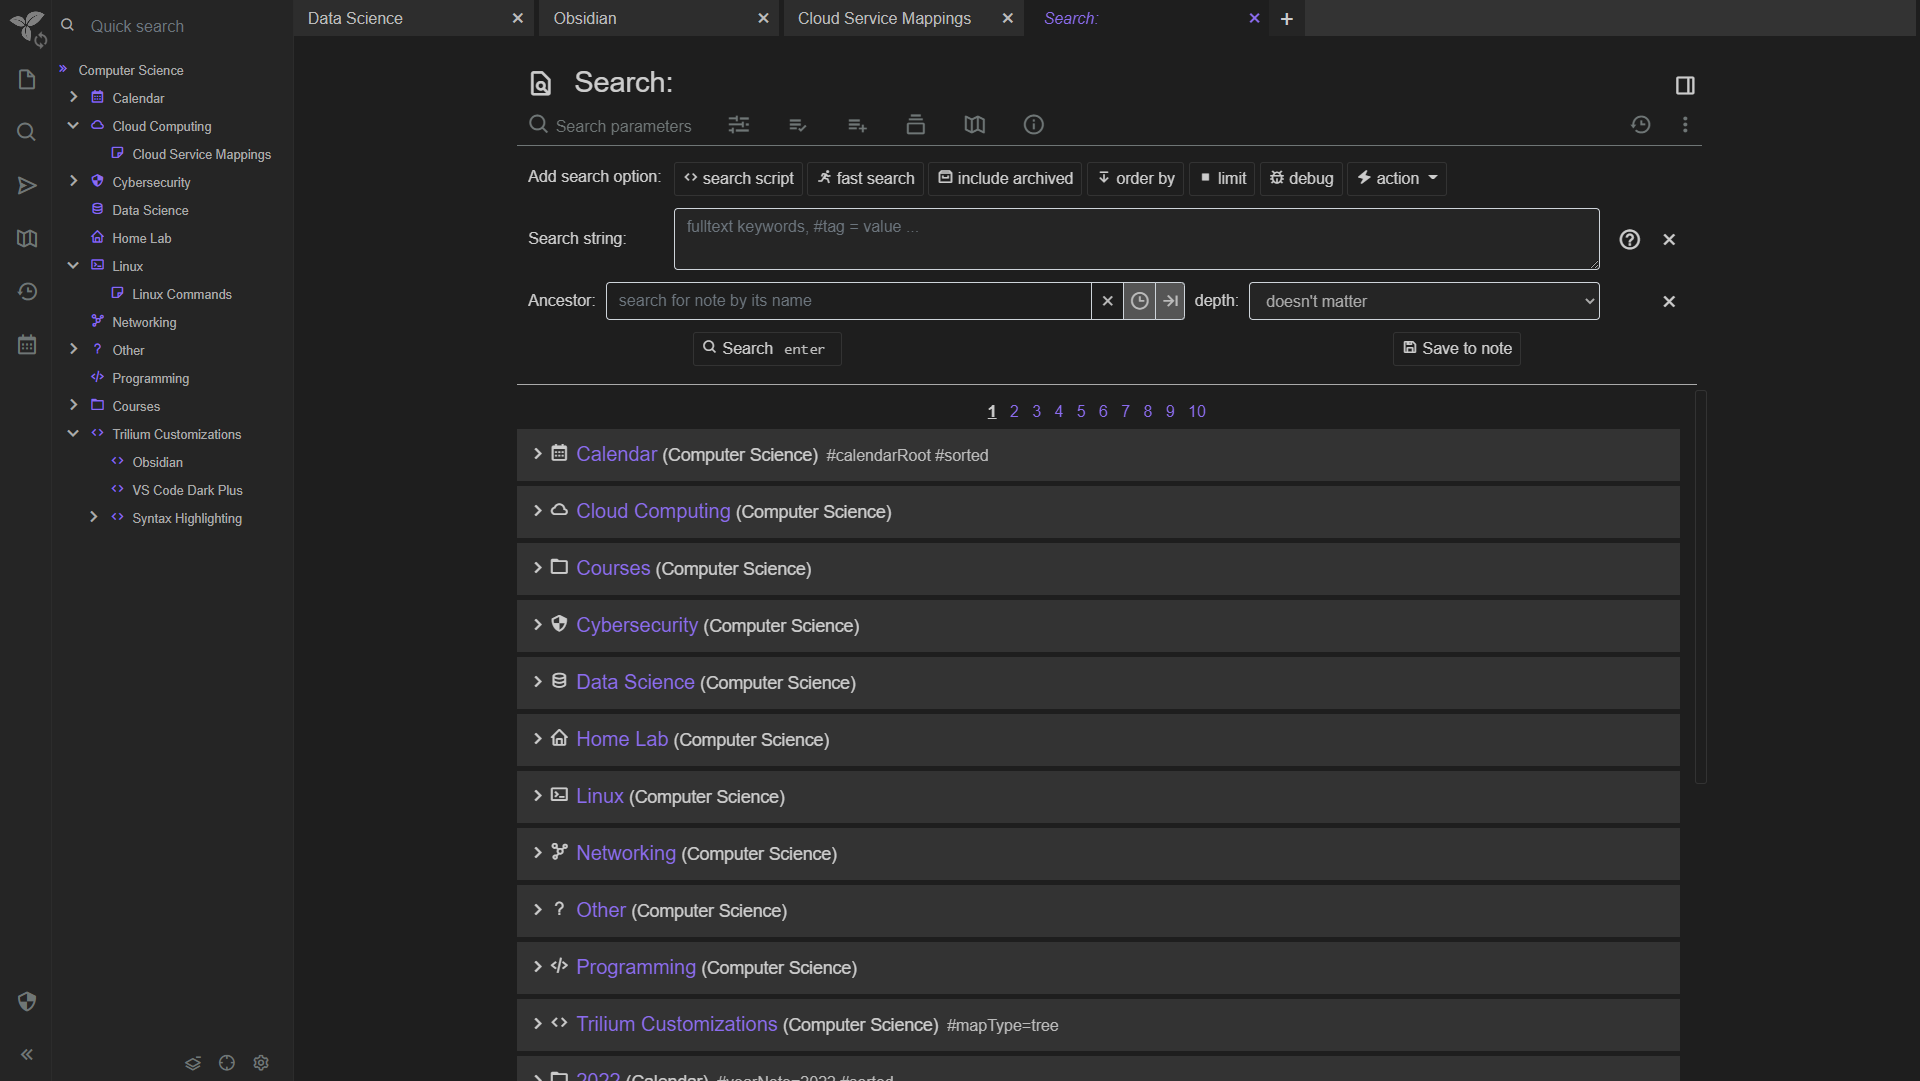 Data Science
Obsidian
Cloud Service Mappings
Search:
Quick search
Computer Science
Calendar
Cloud Computing
Cloud Service Mappings
Cybersecurity
Data Science
Home Lab
Linux
Linux Commands
Networking
Other
Programming
Courses
Trilium Customizations
Obsidian
VS Code Dark Plus
Syntax Highlighting
Search:
Search parameters
Add search option: search script fast search include archived order by limit debug action
Search string: fulltext keywords, #tag = value ...
Ancestor: search for note by its name depth: doesn't matter
Search enter Save to note
1 2 3 4 5 6 7 8 9 10
Calendar (Computer Science) #calendarRoot #sorted
Cloud Computing (Computer Science)
Courses (Computer Science)
Cybersecurity (Computer Science)
Data Science (Computer Science)
Home Lab (Computer Science)
Linux (Computer Science)
Networking (Computer Science)
Other (Computer Science)
Programming (Computer Science)
Trilium Customizations (Computer Science) #mapType=tree
2022 (Calendar) #yearNote=2022 #sorted